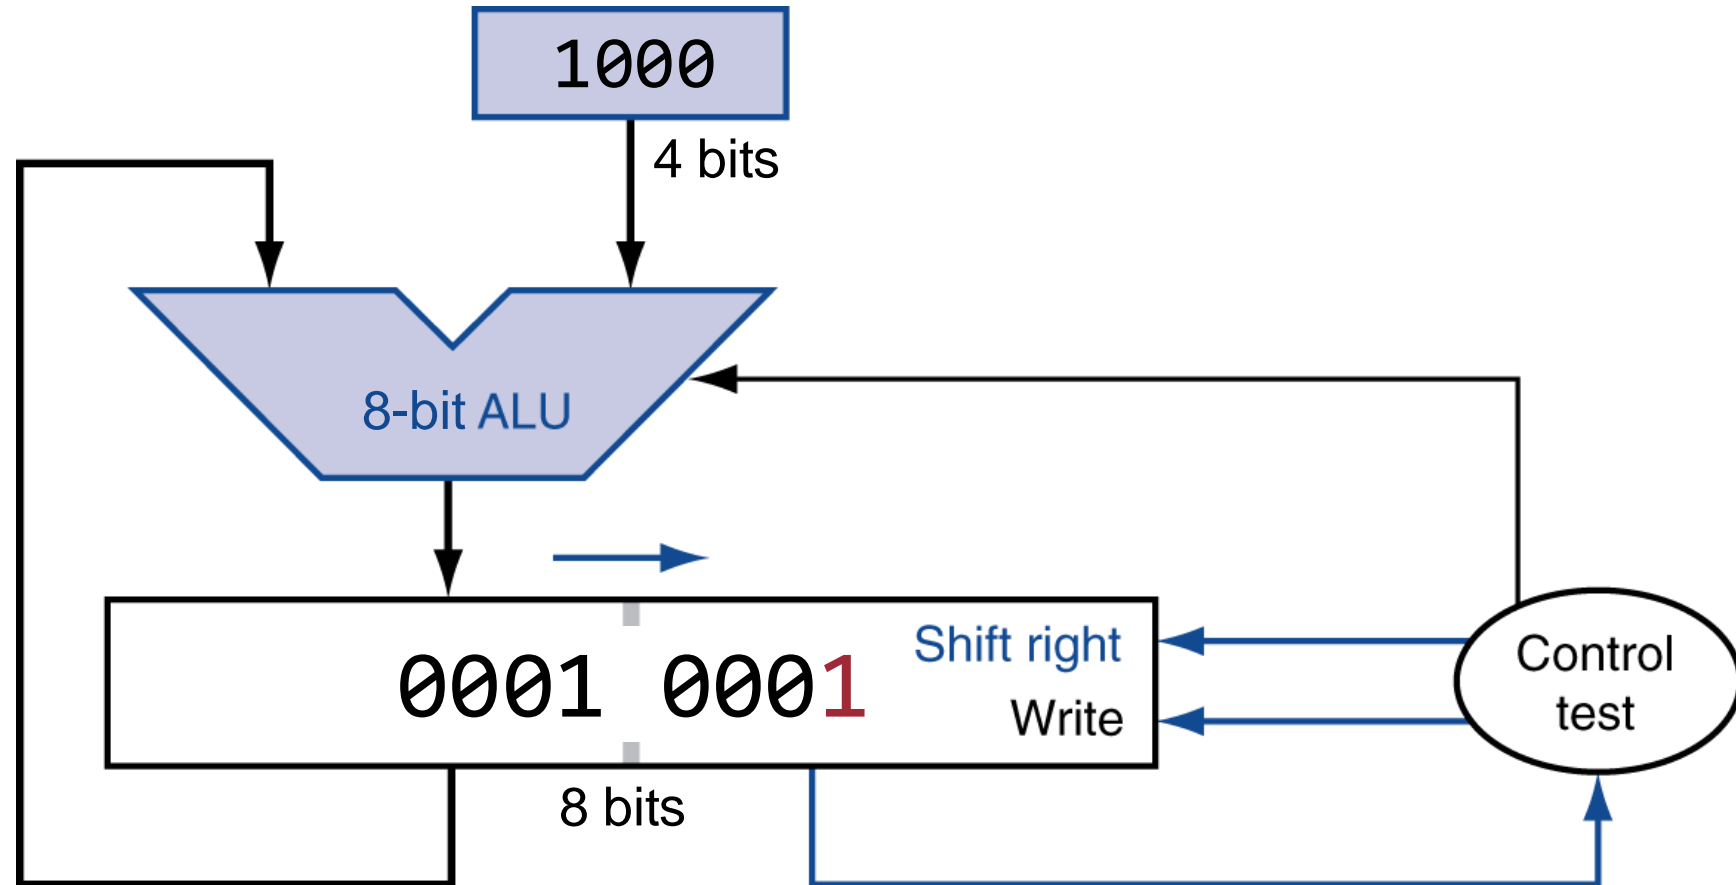 1000
4 bits
8-bit ALU
0001 0001
Shift right
Write
Control
test
8 bits